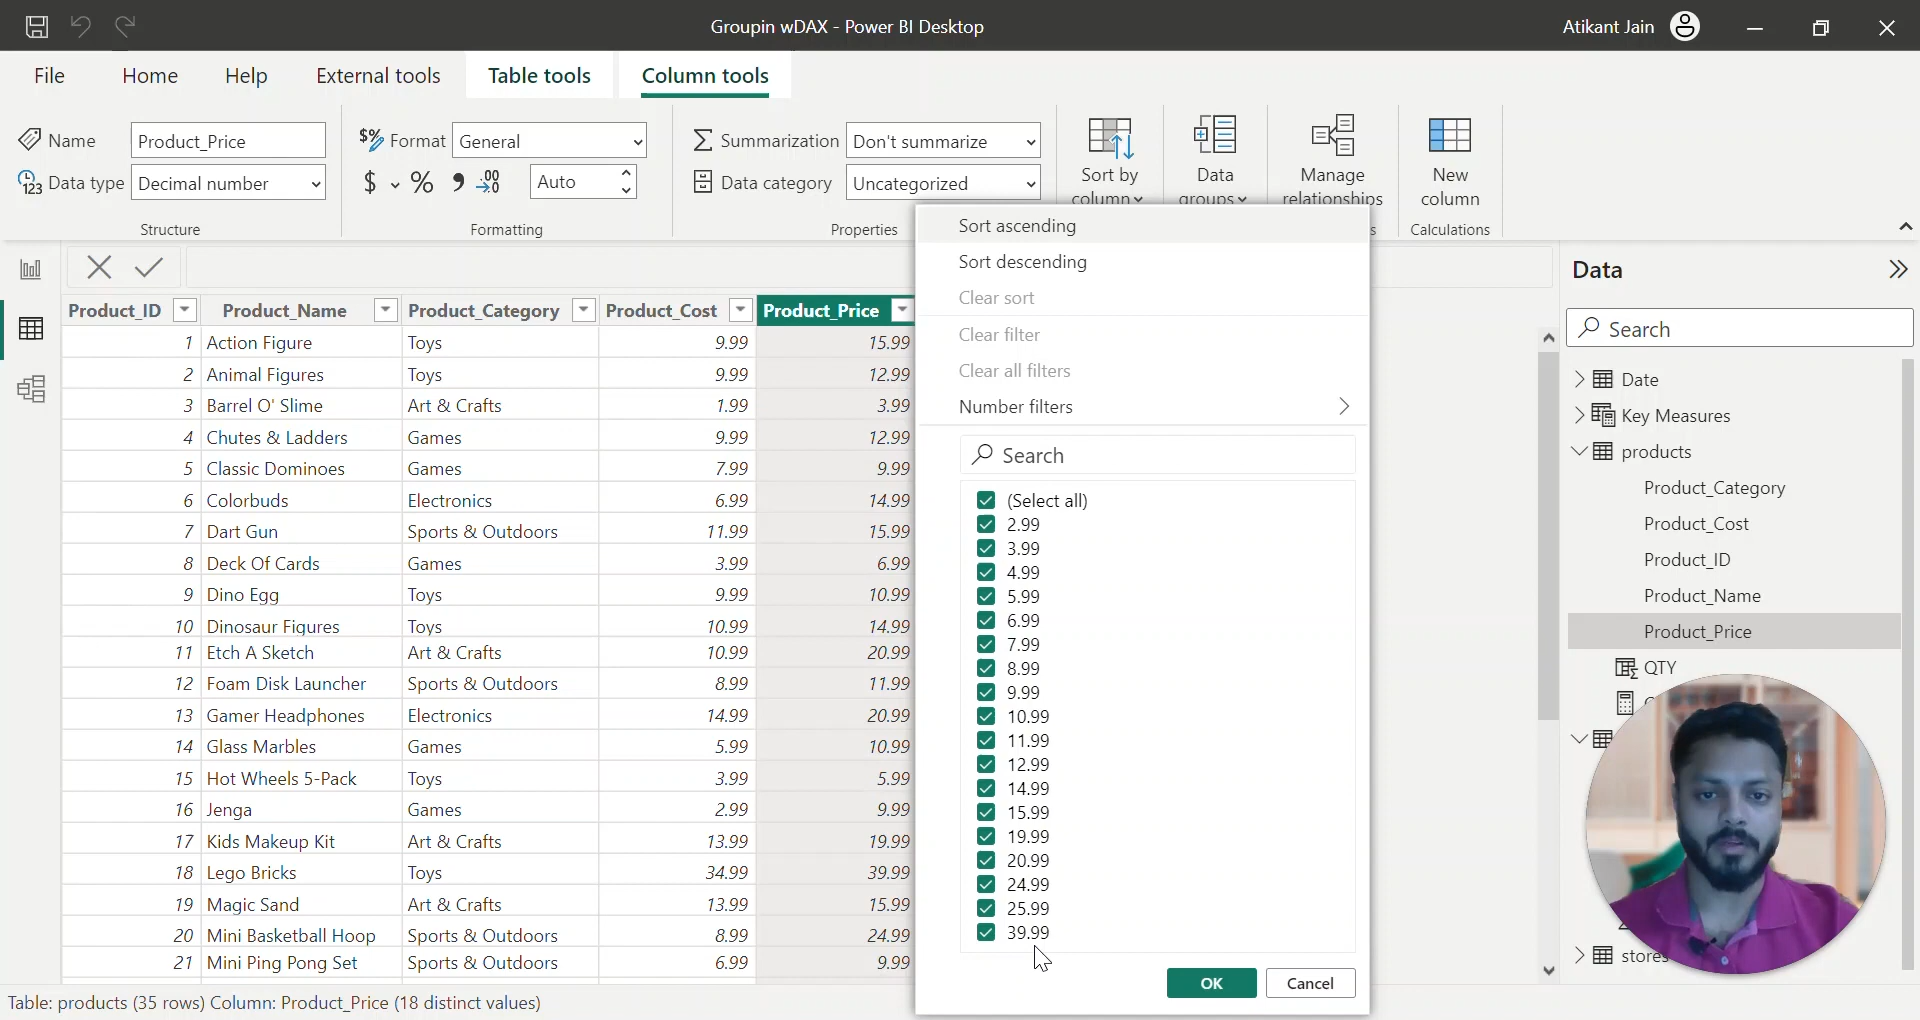 Groupin wDAX - Power BI Desktop
Atikant Jain
File
Home
Help
External tools
Table tools
Column tools
Name
Product_Price
$% Format
General
Summarization
Don't summarize
Data type
Decimal number
$
%
Auto
Data category
Uncategorized
Sort by
column
Data
groups
Manage
relationships
New
column
Structure
Formatting
Properties
Calculations
Sort ascending
Sort descending
Clear sort
Clear filter
Clear all filters
Number filters
Search
(Select all)
2.99
3.99
4.99
5.99
6.99
7.99
8.99
9.99
10.99
11.99
12.99
14.99
15.99
19.99
20.99
24.99
25.99
39.99
OK
Cancel
Product_ID Product_Name Product_Category Product_Cost Product_Price
1 Action Figure Toys 9.99 15.99
2 Animal Figures Toys 9.99 12.99
3 Barrel O' Slime Art & Crafts 1.99 3.99
4 Chutes & Ladders Games 9.99 12.99
5 Classic Dominoes Games 7.99 9.99
6 Colorbuds Electronics 6.99 14.99
7 Dart Gun Sports & Outdoors 11.99 15.99
8 Deck Of Cards Games 3.99 6.99
9 Dino Egg Toys 9.99 10.99
10 Dinosaur Figures Toys 10.99 14.99
11 Etch A Sketch Art & Crafts 10.99 20.99
12 Foam Disk Launcher Sports & Outdoors 8.99 11.99
13 Gamer Headphones Electronics 14.99 20.99
14 Glass Marbles Games 5.99 10.99
15 Hot Wheels 5-Pack Toys 3.99 5.99
16 Jenga Games 2.99 9.99
17 Kids Makeup Kit Art & Crafts 13.99 19.99
18 Lego Bricks Toys 34.99 39.99
19 Magic Sand Art & Crafts 13.99 15.99
20 Mini Basketball Hoop Sports & Outdoors 8.99 24.99
21 Mini Ping Pong Set Sports & Outdoors 6.99 9.99
Data
Search
Date
Key Measures
products
Product_Category
Product_Cost
Product_ID
Product_Name
Product_Price
QTY
stores
Table: products (35 rows) Column: Product_Price (18 distinct values)